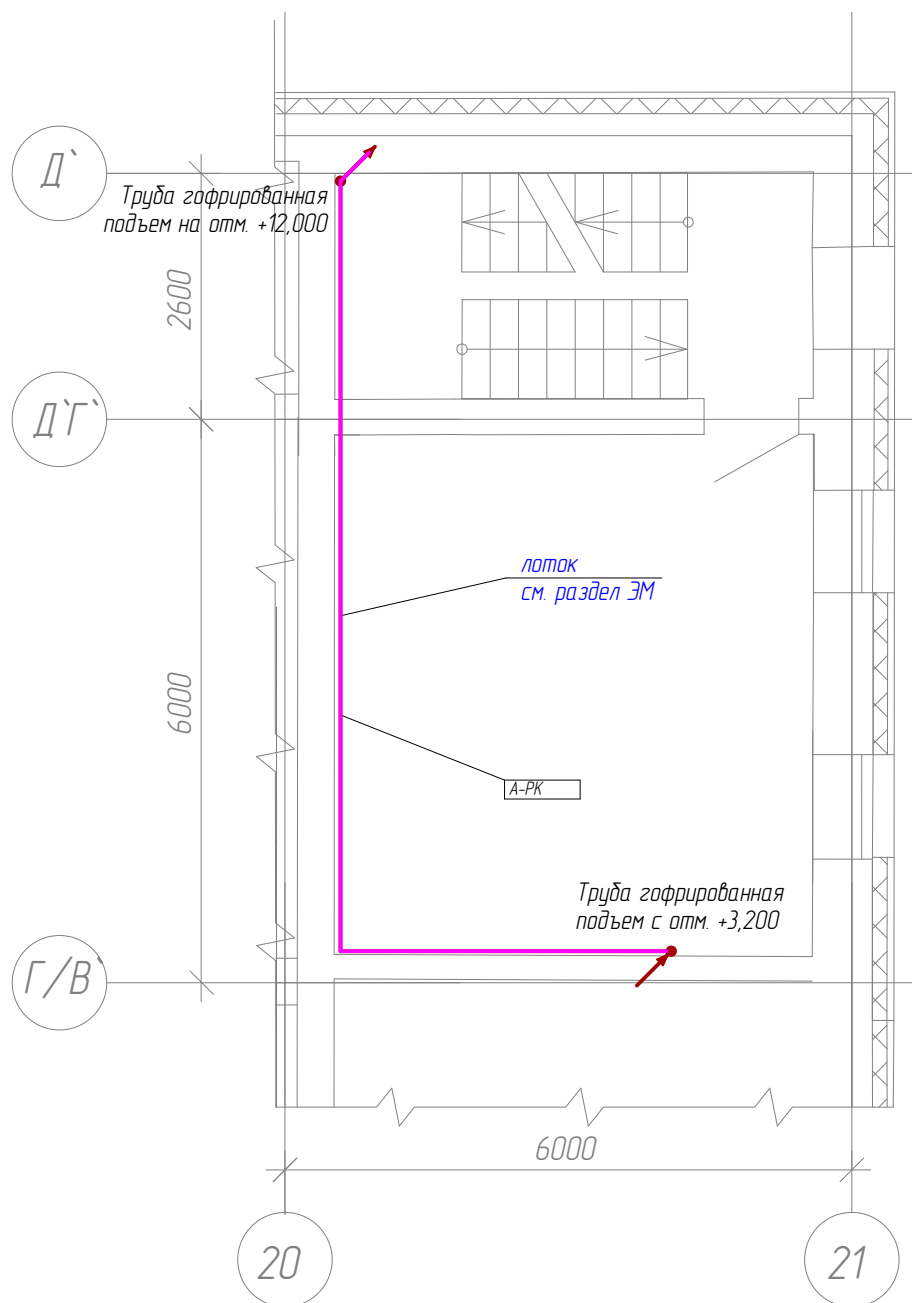 Д`
Труба гофрированная
подъем на отм. +12,000
2600
Д`Г`
лоток
см. раздел ЭМ
6000
А-РК
Труба гофрированная
подъем с отм. +3,200
Г/В`
6000
20
21